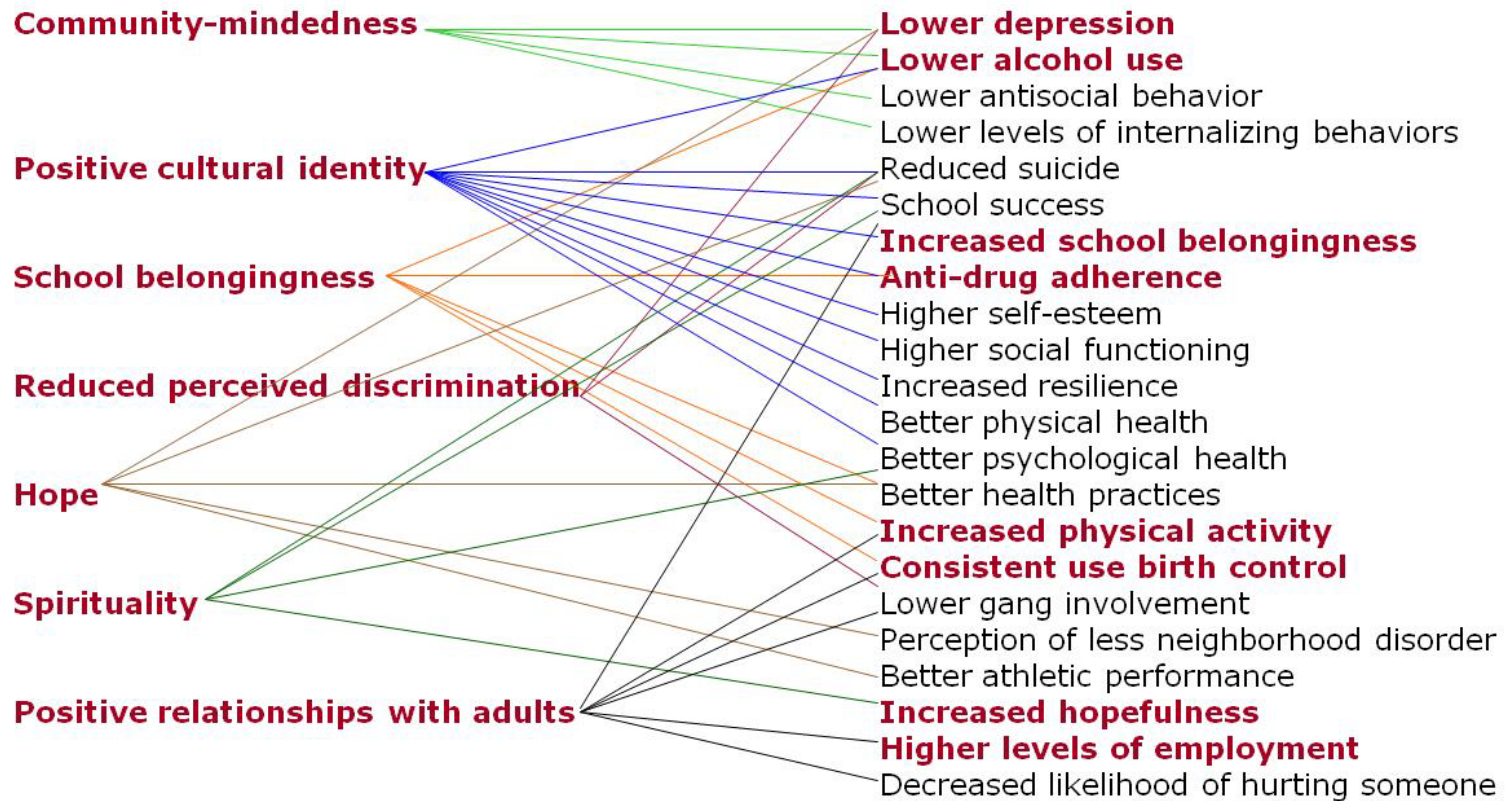 Community-mindedness
Positive cultural identity
School belongingness
Reduced perceived discrimination
Hope
Spirituality
Positive relationships with adults
Lower depression
Lower alcohol use
Lower antisocial behavior
Lower levels of internalizing behaviors
Reduced suicide
School success
Increased school belongingness
Anti-drug adherence
Higher self-esteem
Higher social functioning
Increased resilience
Better physical health
Better psychological health
Better health practices
Increased physical activity
Consistent use birth control
Lower gang involvement
Perception of less neighborhood disorder
Better athletic performance
Increased hopefulness
Higher levels of employment
Decreased likelihood of hurting someone